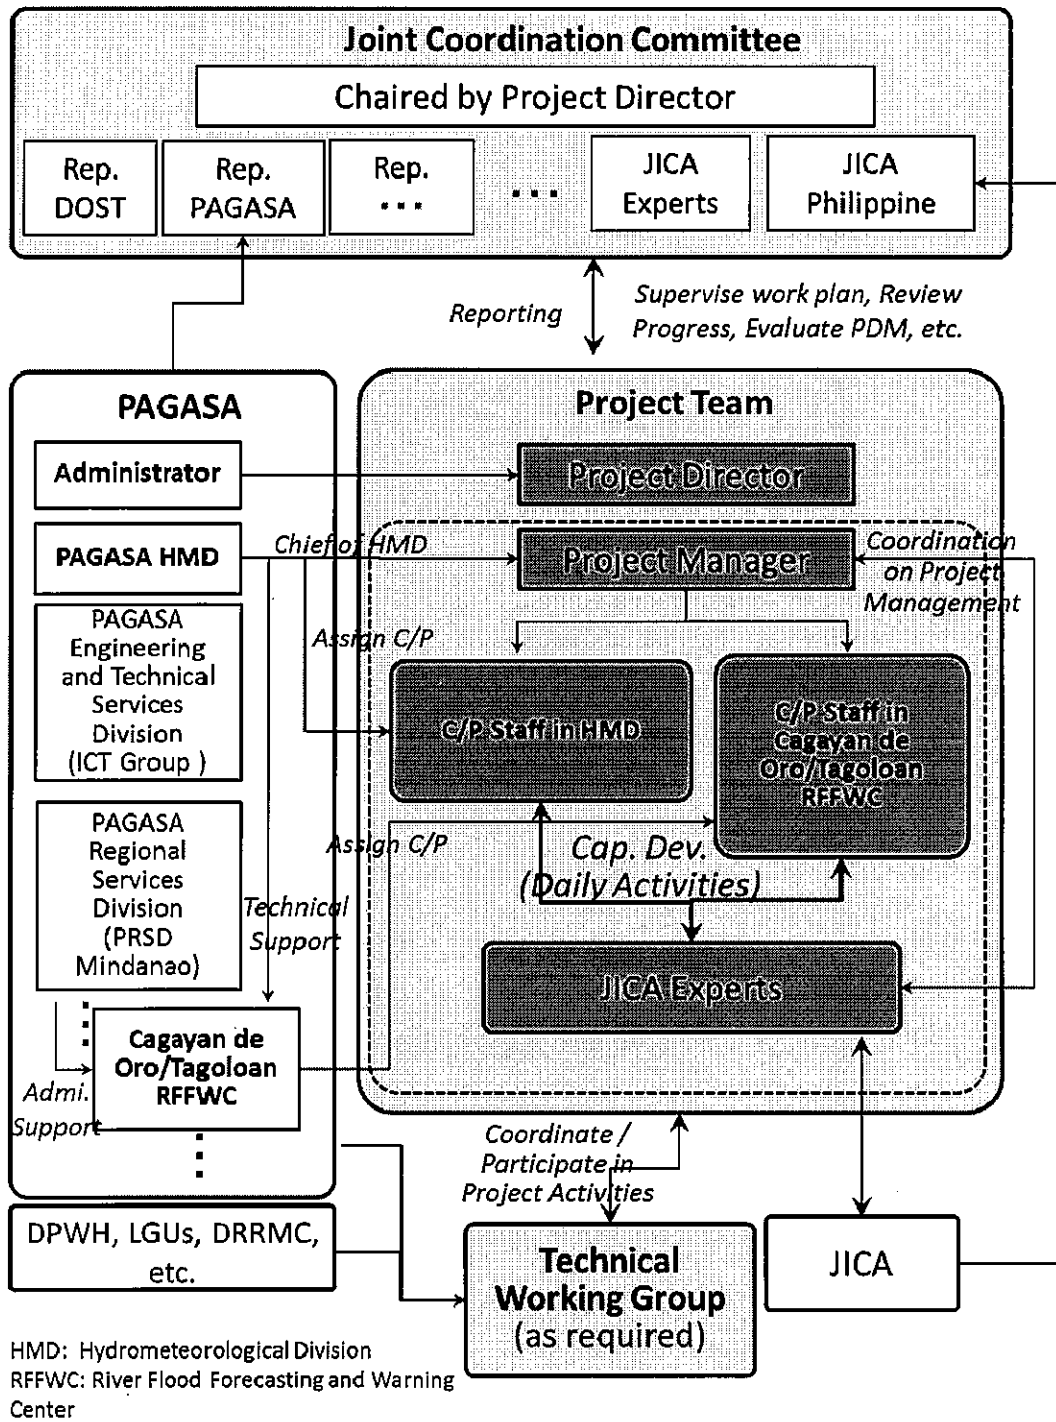 Joint Coordination Committee
Chaired by Project Director
Rep.
DOST
Rep.
PAGASA
Rep.
...
...
JICA
Experts
JICA
Philippine
Reporting
Supervise work plan, Review
Progress, Evaluate PDM, etc.
PAGASA
Administrator
PAGASA HMD
PAGASA
Engineering
and Technical
Services
Division
(ICT Group )
PAGASA
Regional
Services
Division
(PRSD
Mindanao)
Cagayan de
Oro/Tagoloan
RFFWC
Admi.
Support
Technical
Support
Chief of HMD
Assign C/P
Assign C/P
Project Team
Project Director
Project Manager
Coordination
on Project
Management
C/P Staff in HMD
C/P Staff in
Cagayan de
Oro/Tagoloan
RFFWC
Cap. Dev.
(Daily Activities)
JICA Experts
Coordinate /
Participate in
Project Activities
DPWH, LGUs, DRRMC,
etc.
Technical
Working Group
(as required)
JICA
HMD: Hydrometeorological Division
RFFWC: River Flood Forecasting and Warning
Center